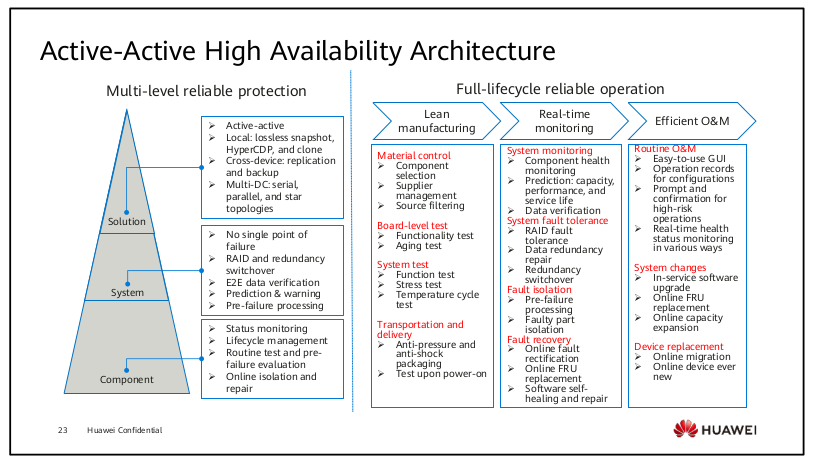 Active-Active High Availability Architecture
Multi-level reliable protection
Solution
System
Component
➢ Active-active
➢ Local: lossless snapshot,
HyperCDP, and clone
➢ Cross-device: replication
and backup
➢ Multi-DC: serial,
parallel, and star
topologies
➢ No single point of
failure
➢ RAID and redundancy
switchover
➢ E2E data verification
➢ Prediction & warning
➢ Pre-failure processing
➢ Status monitoring
➢ Lifecycle management
➢ Routine test and pre-
failure evaluation
➢ Online isolation and
repair
Full-lifecycle reliable operation
Lean
manufacturing
Material control
➢ Component
selection
➢ Supplier
management
➢ Source filtering
Board-level test
➢ Functionality test
➢ Aging test
System test
➢ Function test
➢ Stress test
➢ Temperature cycle
test
Transportation and
delivery
➢ Anti-pressure and
anti-shock
packaging
➢ Test upon power-on
Real-time
monitoring
System monitoring
➢ Component health
monitoring
➢ Prediction: capacity,
performance, and
service life
➢ Data verification
System fault tolerance
➢ RAID fault
tolerance
➢ Data redundancy
repair
➢ Redundancy
switchover
Fault isolation
➢ Pre-failure
processing
➢ Faulty part
isolation
Fault recovery
➢ Online fault
rectification
➢ Online FRU
replacement
➢ Software self-
healing and repair
Efficient O&M
Routine O&M
➢ Easy-to-use GUI
➢ Operation records
for configurations
➢ Prompt and
confirmation for
high-risk
operations
➢ Real-time health
status monitoring
in various ways
System changes
➢ In-service software
upgrade
➢ Online FRU
replacement
➢ Online capacity
expansion
Device replacement
➢ Online migration
➢ Online device ever
new
23 Huawei Confidential
HUAWEI